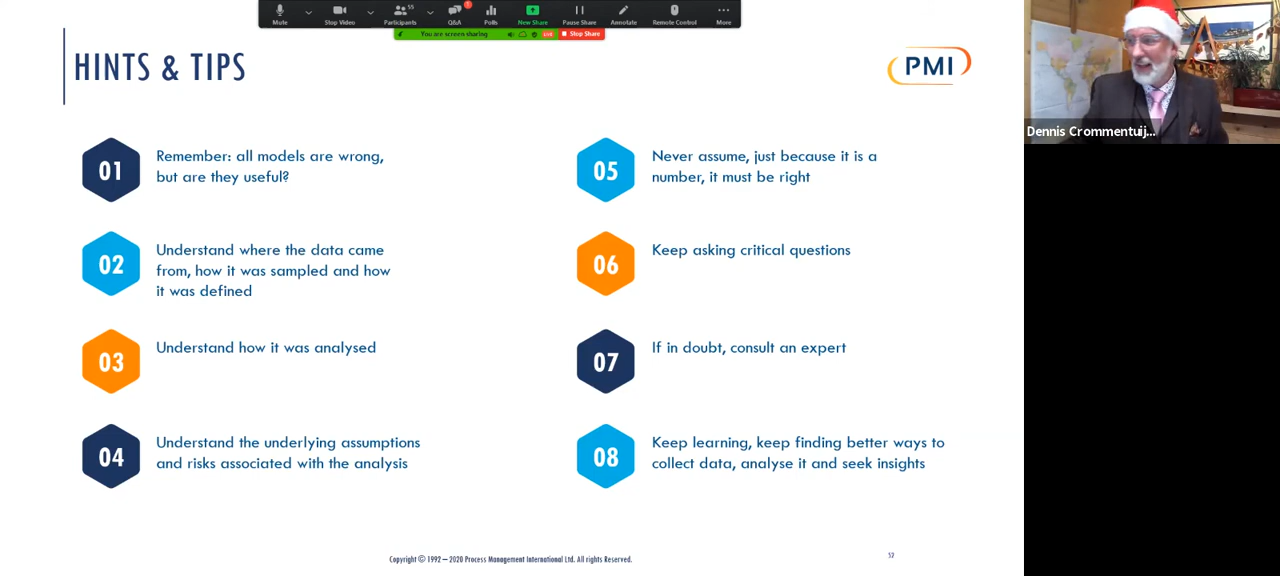 55
1
Mute
Stop Video
Participants
Q&A
Polls
New Share
Pause Share
Annotate
Remote Control
More
You are screen sharing
LIVE
Stop Share
HINTS & TIPS
PMI
Dennis Crommentuij...
01
Remember: all models are wrong,
but are they useful?
02
Understand where the data came
from, how it was sampled and how
it was defined
03
Understand how it was analysed
04
Understand the underlying assumptions
and risks associated with the analysis
05
Never assume, just because it is a
number, it must be right
06
Keep asking critical questions
07
If in doubt, consult an expert
08
Keep learning, keep finding better ways to
collect data, analyse it and seek insights
Copyright © 1992 – 2020 Process Management International Ltd. All rights Reserved.
52